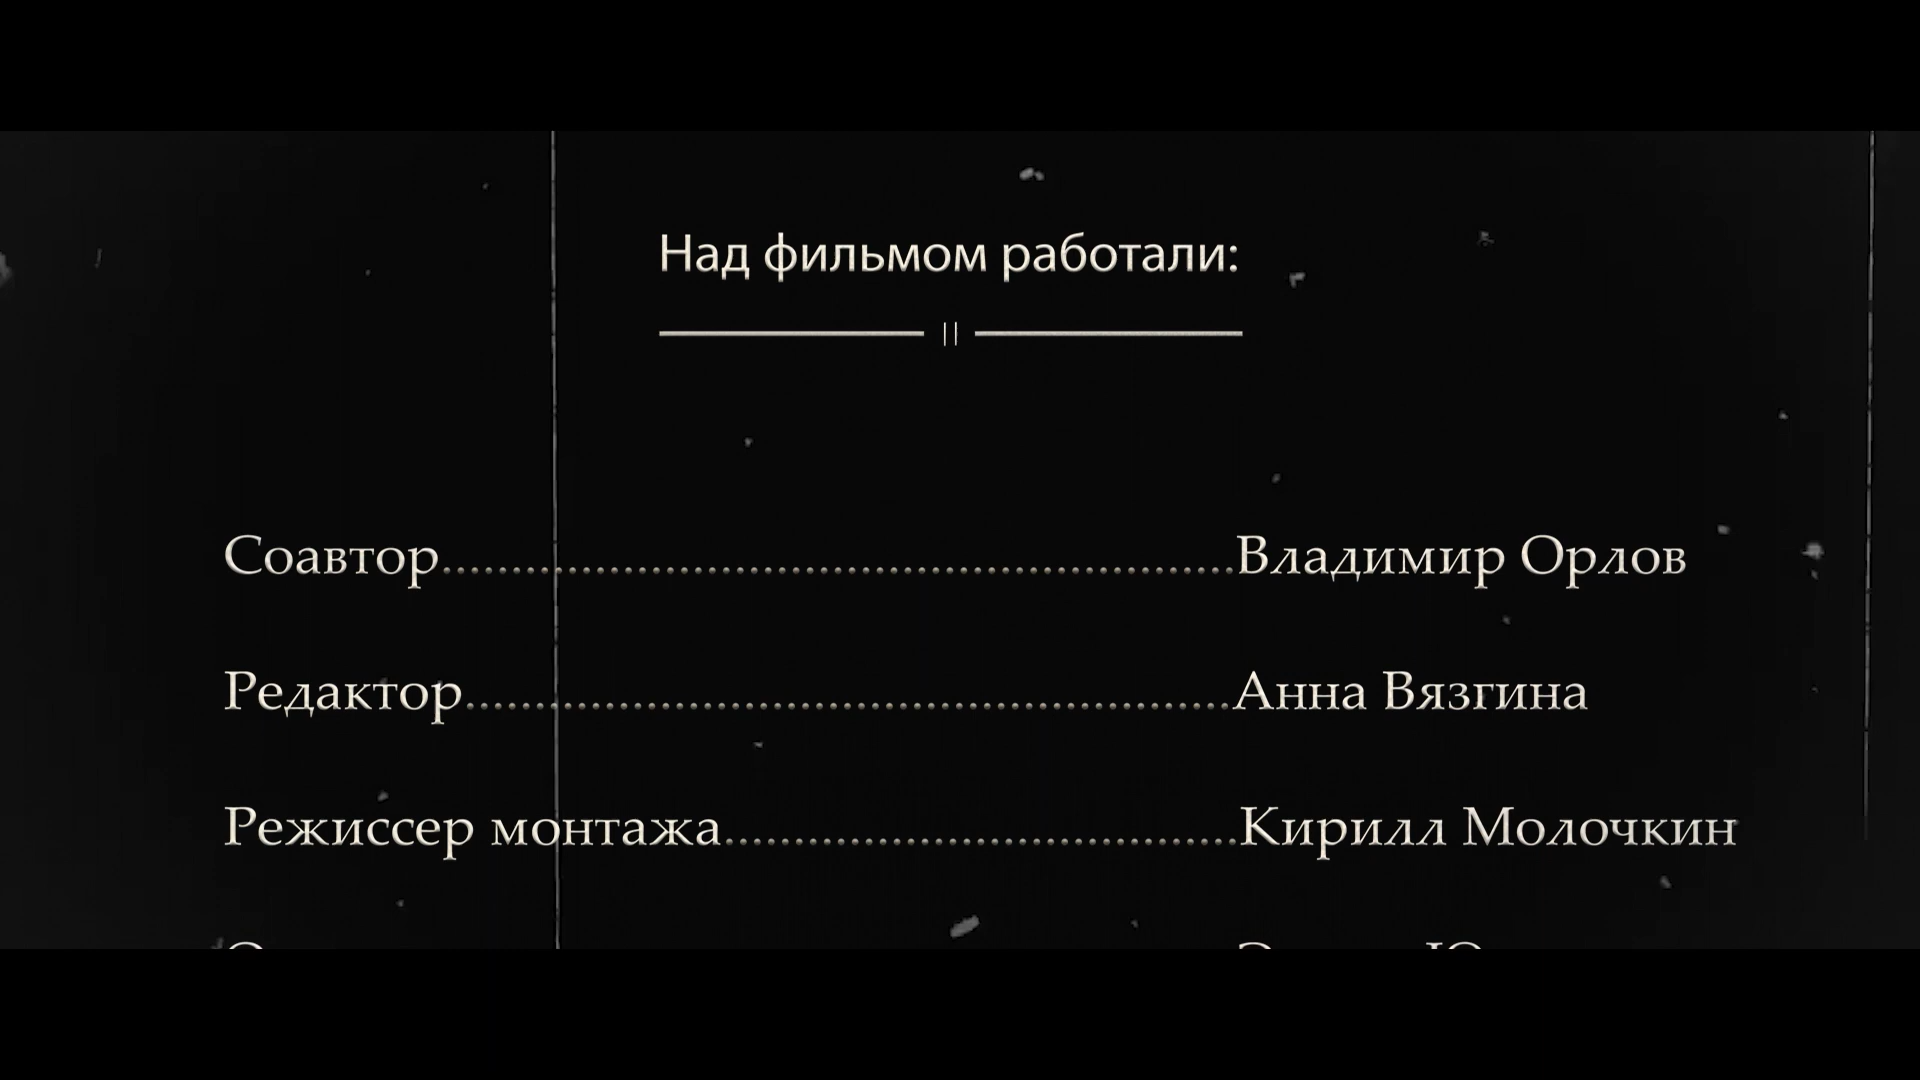 Над фильмом работали:
Соавтор.........................................................Владимир Орлов
Редактор.......................................................Анна Вязгина
Режиссер монтажа.....................................Кирилл Молочкин